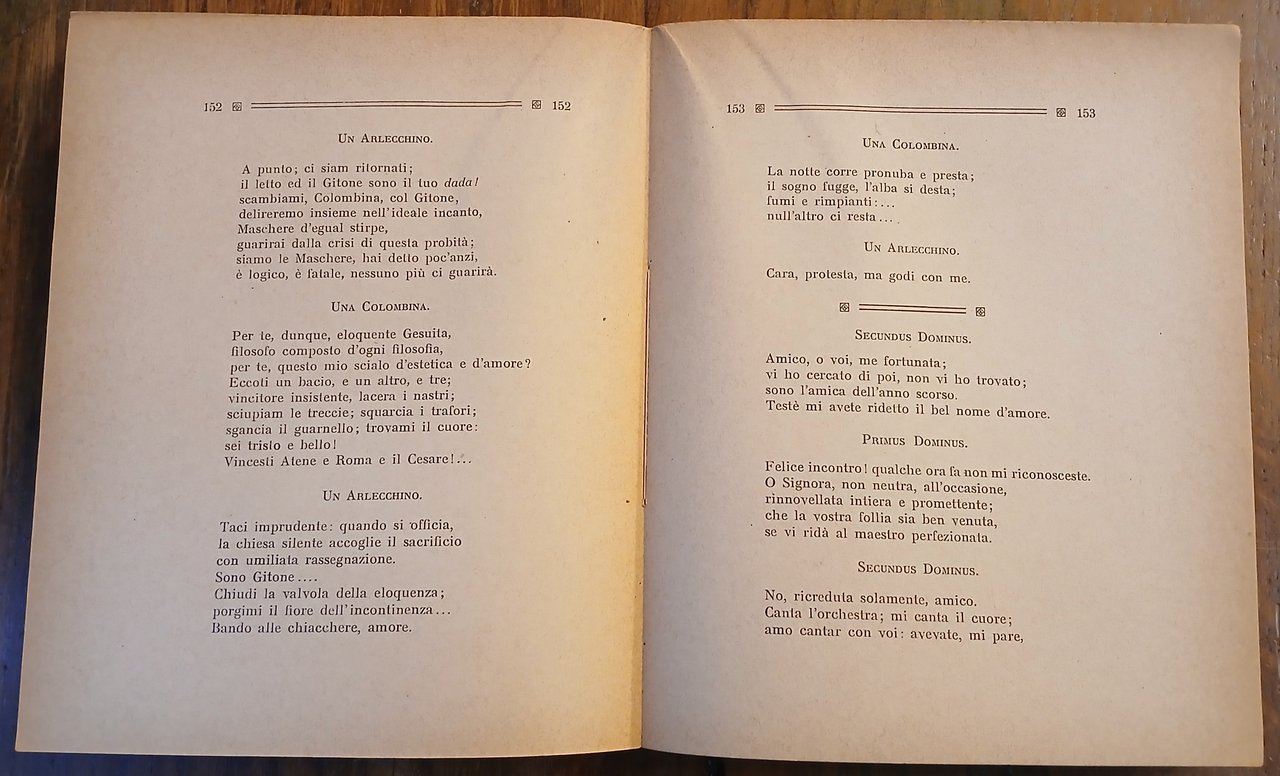 152 152
Un Arlecchino.
A punto; ci siam ritornati;
il letto ed il Gitone sono il tuo dada!
scambiami, Colombina, col Gitone,
delireremo insieme nell'ideale incanto,
Maschere d'egual stirpe,
guarirai dalla crisi di questa probità;
siamo le Maschere, hai detto poc'anzi,
è logico, è fatale, nessuno più ci guarirà.
Una Colombina.
Per te, dunque, eloquente Gesuita,
filosofo composto d'ogni filosofia,
per te, questo mio scialo d'estetica e d'amore?
Eccoti un bacio, e un altro, e tre;
vincitore insistente, lacera i nastri;
sciupiam le treccie; squarcia i trafori;
sgancia il guarnello; trovami il cuore:
sei tristo e bello!
Vincesti Atene e Roma e il Cesare!...
Un Arlecchino.
Taci imprudente: quando si officia,
la chiesa silente accoglie il sacrificio
con umiliata rassegnazione.
Sono Gitone....
Chiudi la valvola della eloquenza;
porgimi il fiore dell'incontinenza...
Bando alle chiacchere, amore.
153 153
Una Colombina.
La notte corre pronuba e presta;
il sogno fugge, l'alba si desta;
fumi e rimpianti:...
null'altro ci resta...
Un Arlecchino.
Cara, protesta, ma godi con me.
Secundus Dominus.
Amico, o voi, me fortunata;
vi ho cercato di poi, non vi ho trovato;
sono l'amica dell'anno scorso.
Testè mi avete ridetto il bel nome d'amore.
Primus Dominus.
Felice incontro! qualche ora fa non mi riconosceste.
O Signora, non neutra, all'occasione,
rinnovellata intiera e promettente;
che la vostra follia sia ben venuta,
se vi ridà al maestro perfezionata.
Secundus Dominus.
No, ricreduta solamente, amico.
Canta l'orchestra; mi canta il cuore;
amo cantar con voi: avevate, mi pare,